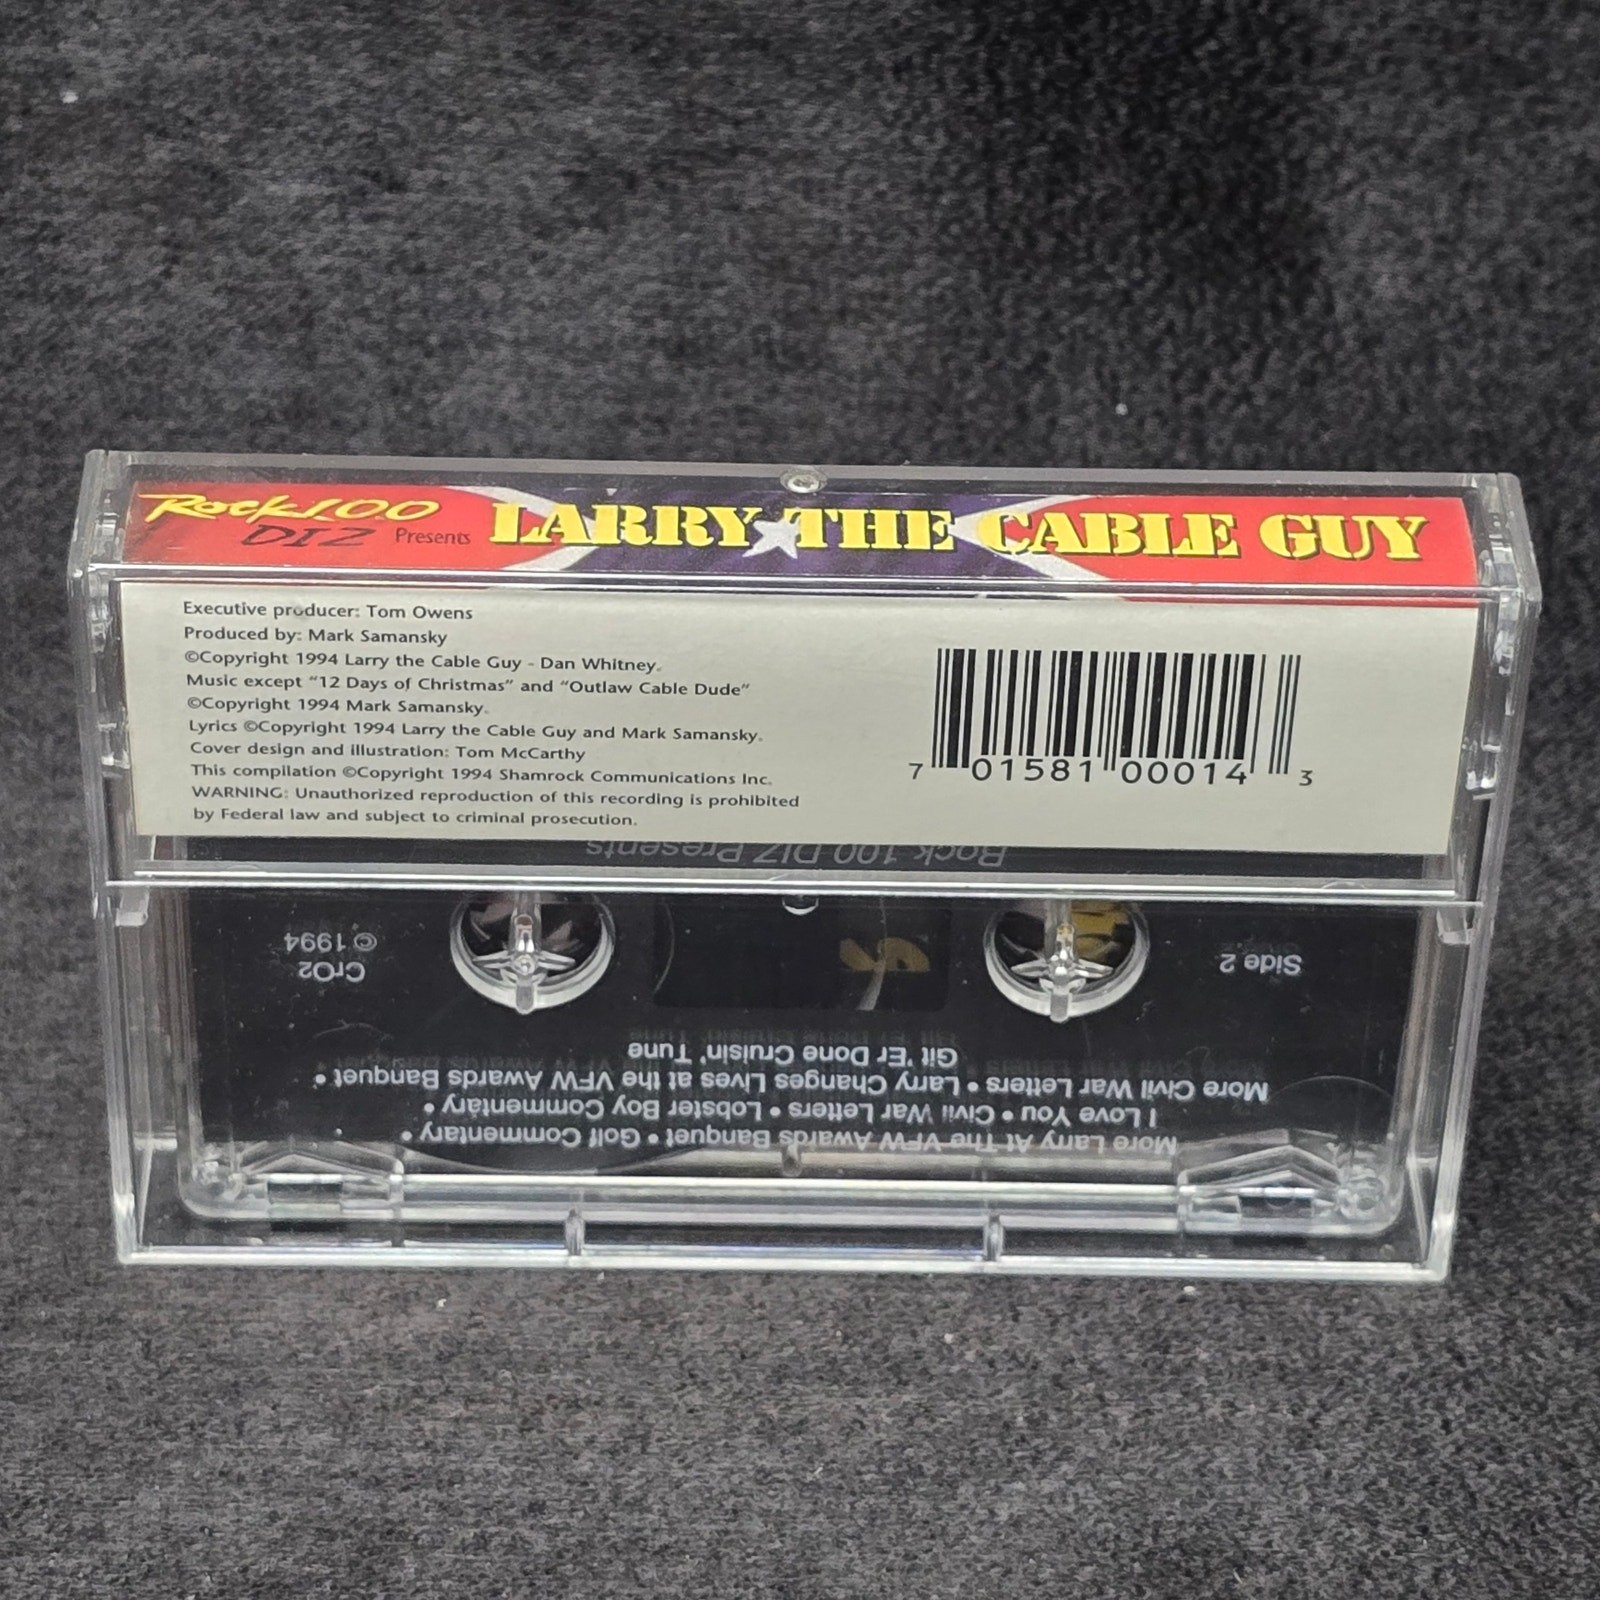 Rock 100
DIZ Presents LARRY THE CABLE GUY
Executive producer: Tom Owens
Produced by: Mark Samansky
©Copyright 1994 Larry the Cable Guy - Dan Whitney.
Music except "12 Days of Christmas" and "Outlaw Cable Dude"
©Copyright 1994 Mark Samansky.
Lyrics ©Copyright 1994 Larry the Cable Guy and Mark Samansky.
Cover design and illustration: Tom McCarthy
This compilation ©Copyright 1994 Shamrock Communications Inc.
WARNING: Unauthorized reproduction of this recording is prohibited
by Federal law and subject to criminal prosecution.
7 01581 00014 3
Rock 100 DIZ Presents
Side 2
CrO2
© 1994
More Larry At The VFW Awards Banquet • Golf Commentary •
I Love You • Civil War Letters • Lobster Boy Commentary •
More Civil War Letters • Larry Changes Lives at the VFW Awards Banquet •
Git 'Er Done Cruisin' Tune